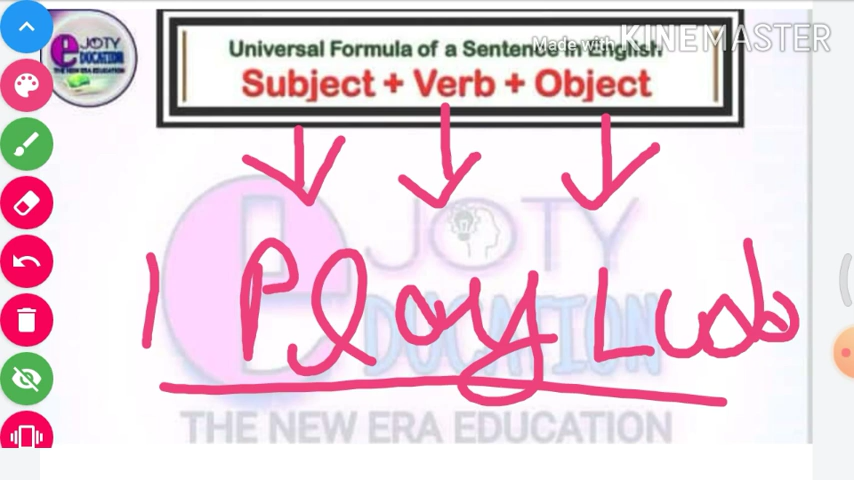 Made with KINEMASTER
e JOTY
EDUCATION
THE NEW ERA EDUCATION
Universal Formula of a Sentence in English
Subject + Verb + Object
e JOTY
EDUCATION
I Play Ludo
THE NEW ERA EDUCATION